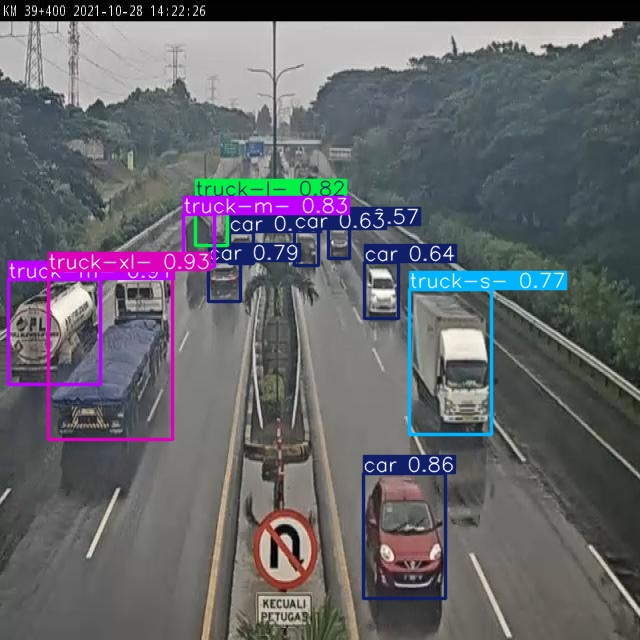 KM 39+400 2021-10-28 14:22:26
truck-l- 0.82
truck-m- 0.83
car 0.
car 0.63
.57
truck-xl- 0.93
car 0.79
car 0.64
truck-s- 0.77
car 0.86
KECUALI
PETUGAS